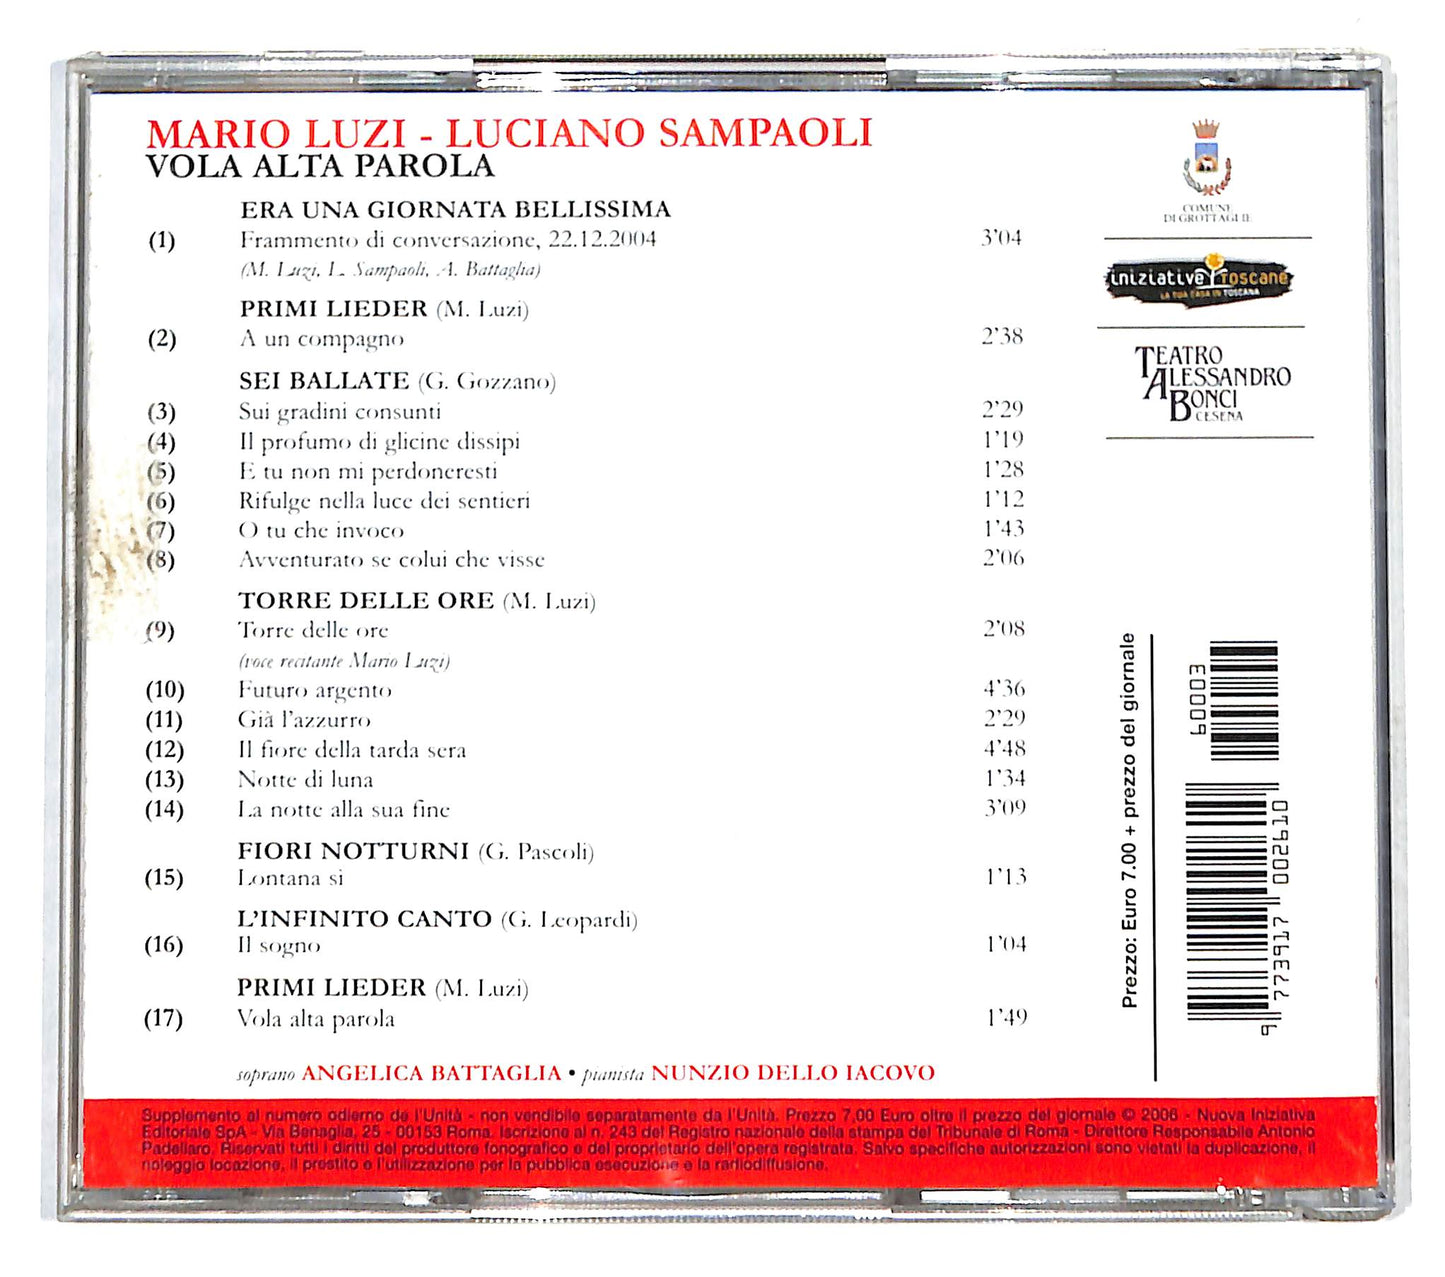 MARIO LUZI - LUCIANO SAMPAOLI
VOLA ALTA PAROLA
ERA UNA GIORNATA BELLISSIMA
(1) Frammento di conversazione, 22.12.2004 3'04
(M. Luzi, L. Sampaoli, A. Battaglia)
PRIMI LIEDER (M. Luzi)
(2) A un compagno 2'38
SEI BALLATE (G. Gozzano)
(3) Sui gradini consunti 2'29
(4) Il profumo di glicine dissipi 1'19
(5) E tu non mi perdoneresti 1'28
(6) Rifulge nella luce dei sentieri 1'12
(7) O tu che invoco 1'43
(8) Avventurato se colui che visse 2'06
TORRE DELLE ORE (M. Luzi)
(9) Torre delle ore 2'08
(voce recitante Mario Luzi)
(10) Futuro argento 4'36
(11) Già l'azzurro 2'29
(12) Il fiore della tarda sera 4'48
(13) Notte di luna 1'34
(14) La notte alla sua fine 3'09
FIORI NOTTURNI (G. Pascoli)
(15) Lontana si 1'13
L'INFINITO CANTO (G. Leopardi)
(16) Il sogno 1'04
PRIMI LIEDER (M. Luzi)
(17) Vola alta parola 1'49
soprano ANGELICA BATTAGLIA • pianista NUNZIO DELLO IACOVO
COMUNE
DI GROTTAGLIE
iniziative Toscane
LA TUA CASA IN TOSCANA
TEATRO
ALESSANDRO
BONCI
CESENA
Prezzo: Euro 7.00 + prezzo del giornale
60003
9 773917 002610
Supplemento al numero odierno de l'Unità - non vendibile separatamente da l'Unità. Prezzo 7,00 Euro oltre il prezzo del giornale © 2006 - Nuova Iniziativa
Editoriale SpA - Via Benaglia, 25 - 00153 Roma. Iscrizione al n. 243 del Registro nazionale della stampa del Tribunale di Roma - Direttore Responsabile Antonio
Padellaro. Riservati tutti i diritti del produttore fonografico e del proprietario dell'opera registrata. Salvo specifiche autorizzazioni sono vietati la duplicazione, il
noleggio locazione, il prestito e l'utilizzazione per la pubblica esecuzione e la radiodiffusione.